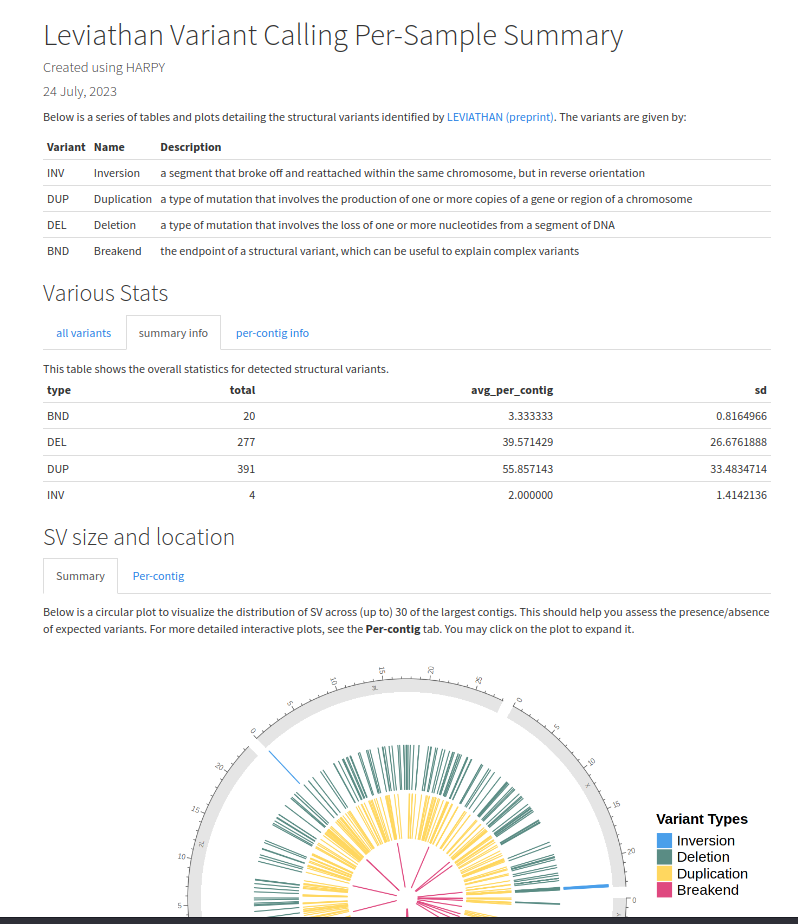 Leviathan Variant Calling Per-Sample Summary
Created using HARPY
24 July, 2023
Below is a series of tables and plots detailing the structural variants identified by LEVIATHAN (preprint). The variants are given by:
Variant Name Description
INV Inversion a segment that broke off and reattached within the same chromosome, but in reverse orientation
DUP Duplication a type of mutation that involves the production of one or more copies of a gene or region of a chromosome
DEL Deletion a type of mutation that involves the loss of one or more nucleotides from a segment of DNA
BND Breakend the endpoint of a structural variant, which can be useful to explain complex variants
Various Stats
all variants summary info per-contig info
This table shows the overall statistics for detected structural variants.
type total avg_per_contig sd
BND 20 3.333333 0.8164966
DEL 277 39.571429 26.6761888
DUP 391 55.857143 33.4834714
INV 4 2.000000 1.4142136
SV size and location
Summary Per-contig
Below is a circular plot to visualize the distribution of SV across (up to) 30 of the largest contigs. This should help you assess the presence/absence
of expected variants. For more detailed interactive plots, see the Per-contig tab. You may click on the plot to expand it.
0 5 10 15 20 25
0 5 10 15 20
5 10 15 20
0
Variant Types
Inversion
Deletion
Duplication
Breakend